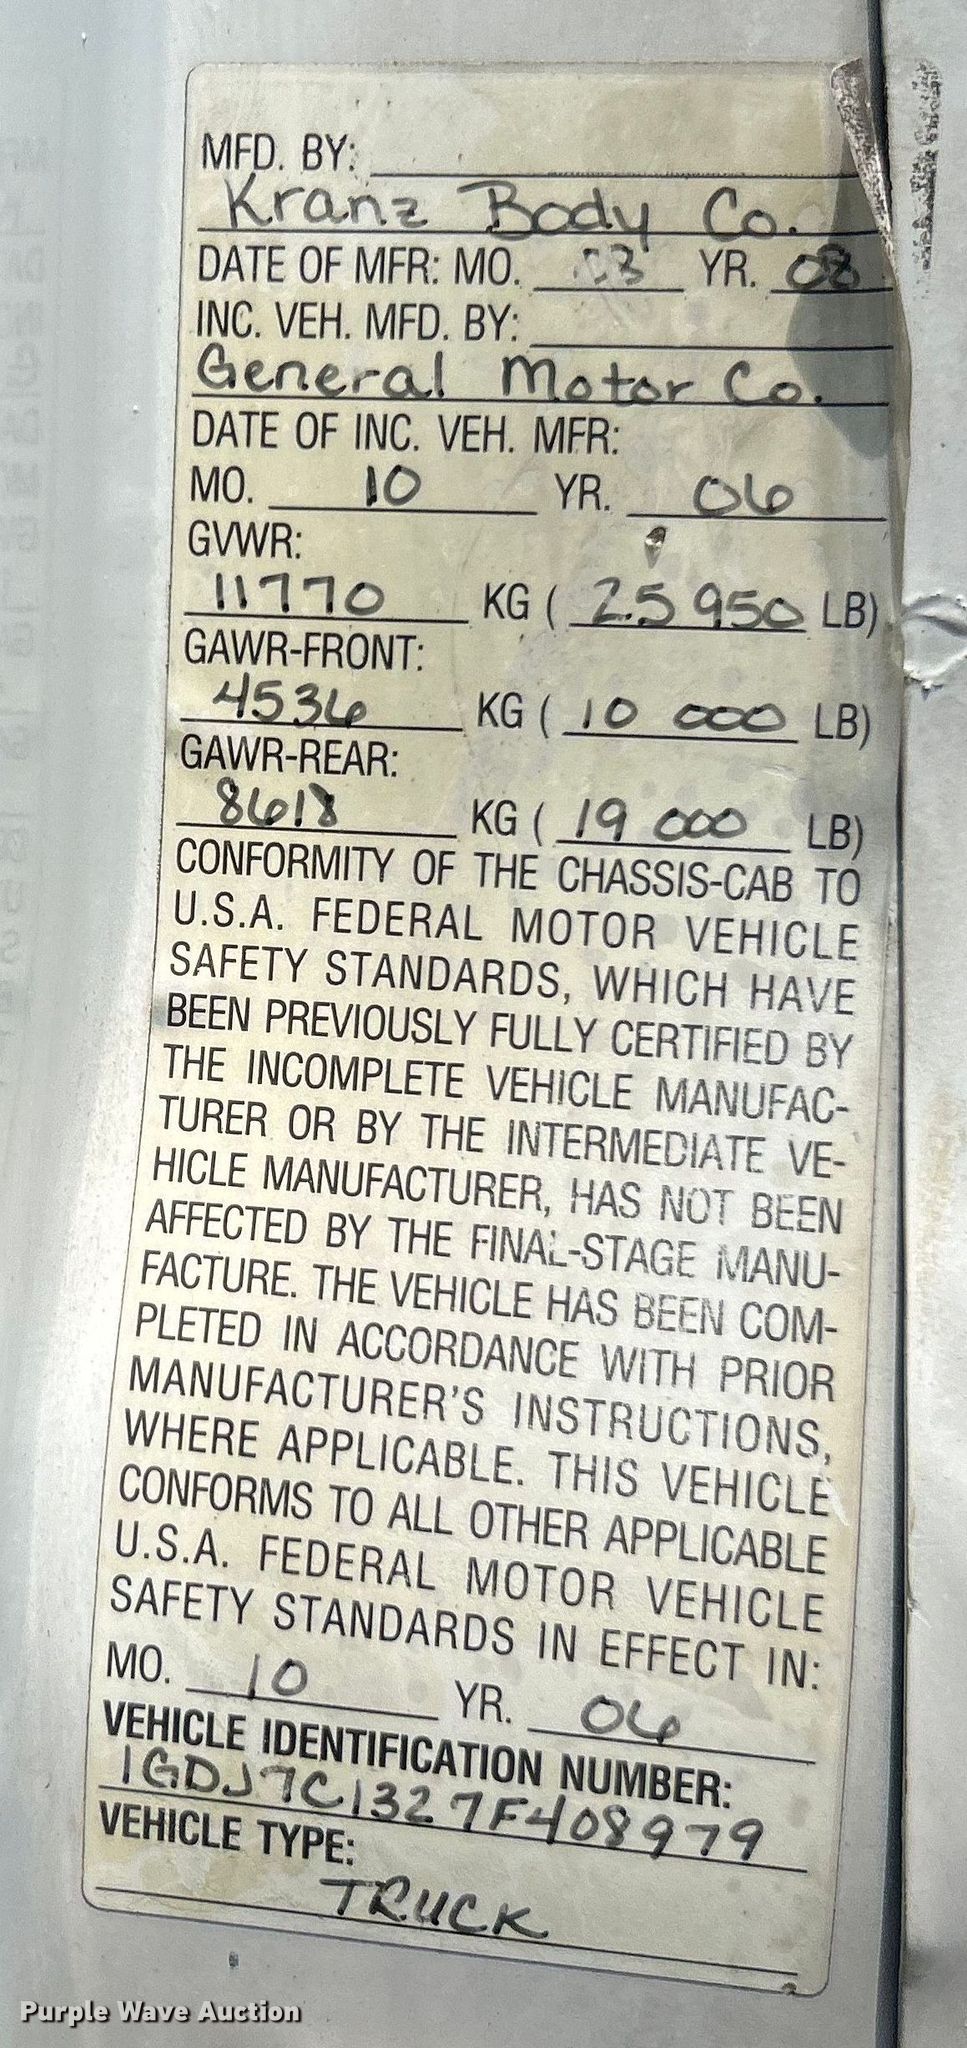 MFD. BY:
Kranz Body Co.
DATE OF MFR: MO. 03 YR. 08
INC. VEH. MFD. BY:
General Motor Co.
DATE OF INC. VEH. MFR:
MO. 10 YR. 06
GVWR:
11770 KG ( 25950 LB)
GAWR-FRONT:
4536 KG ( 10 000 LB)
GAWR-REAR:
8618 KG ( 19 000 LB)
CONFORMITY OF THE CHASSIS-CAB TO
U.S.A. FEDERAL MOTOR VEHICLE
SAFETY STANDARDS, WHICH HAVE
BEEN PREVIOUSLY FULLY CERTIFIED BY
THE INCOMPLETE VEHICLE MANUFAC-
TURER OR BY THE INTERMEDIATE VE-
HICLE MANUFACTURER, HAS NOT BEEN
AFFECTED BY THE FINAL-STAGE MANU-
FACTURE. THE VEHICLE HAS BEEN COM-
PLETED IN ACCORDANCE WITH PRIOR
MANUFACTURER'S INSTRUCTIONS,
WHERE APPLICABLE. THIS VEHICLE
CONFORMS TO ALL OTHER APPLICABLE
U.S.A. FEDERAL MOTOR VEHICLE
SAFETY STANDARDS IN EFFECT IN:
MO. 10 YR. 06
VEHICLE IDENTIFICATION NUMBER:
1GDJ7C1327F408979
VEHICLE TYPE:
TRUCK
Purple Wave Auction